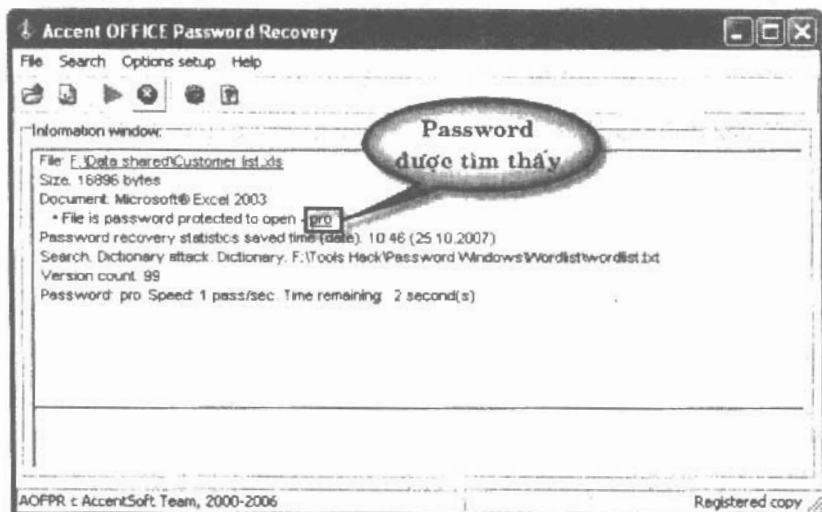 Accent OFFICE Password Recovery
File Search Options setup Help
Information window:
Password
được tìm thấy
File: F:\Data shared\Customer list.xls
Size: 16896 bytes
Document: Microsoft® Excel 2003
• File is password protected to open - pro
Password recovery statistics saved time (date): 10:46 (25.10.2007)
Search: Dictionary attack. Dictionary: F:\Tools Hack\Password Windows\Wordlist\wordlist.txt
Version count: 99
Password: pro Speed: 1 pass/sec. Time remaining: 2 second(s)
AOFPR c AccentSoft Team, 2000-2006
Registered copy